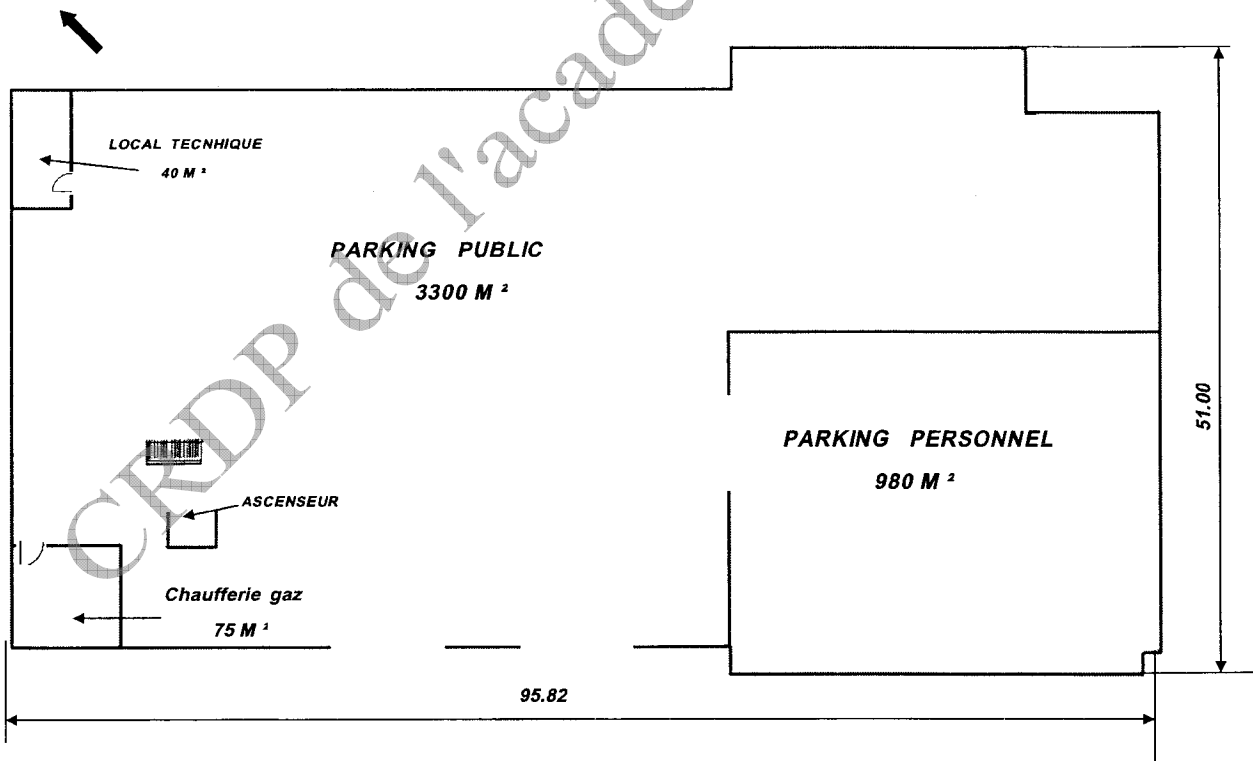 LOCAL TECNHIQUE
40 M ²
PARKING PUBLIC
3300 M ²
PARKING PERSONNEL
980 M ²
51.00
ASCENSEUR
Chaufferie gaz
75 M ²
95.82
CRDP de l'acadé